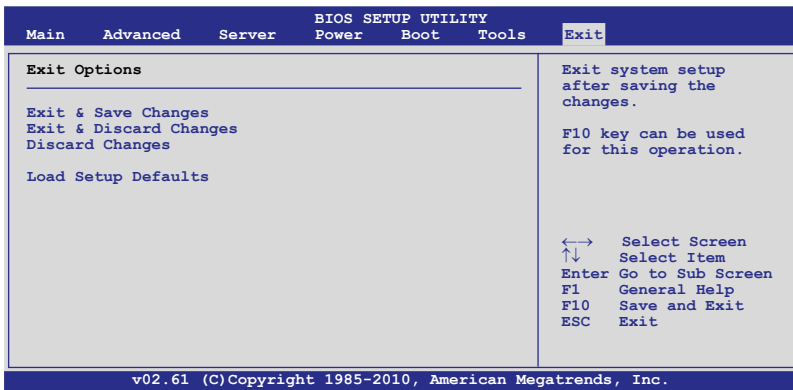 BIOS SETUP UTILITY
Main Advanced Server Power Boot Tools Exit
Exit Options
Exit & Save Changes
Exit & Discard Changes
Discard Changes
Load Setup Defaults
Exit system setup
after saving the
changes.
F10 key can be used
for this operation.
←→ Select Screen
↑↓ Select Item
Enter Go to Sub Screen
F1 General Help
F10 Save and Exit
ESC Exit
v02.61 (C)Copyright 1985-2010, American Megatrends, Inc.